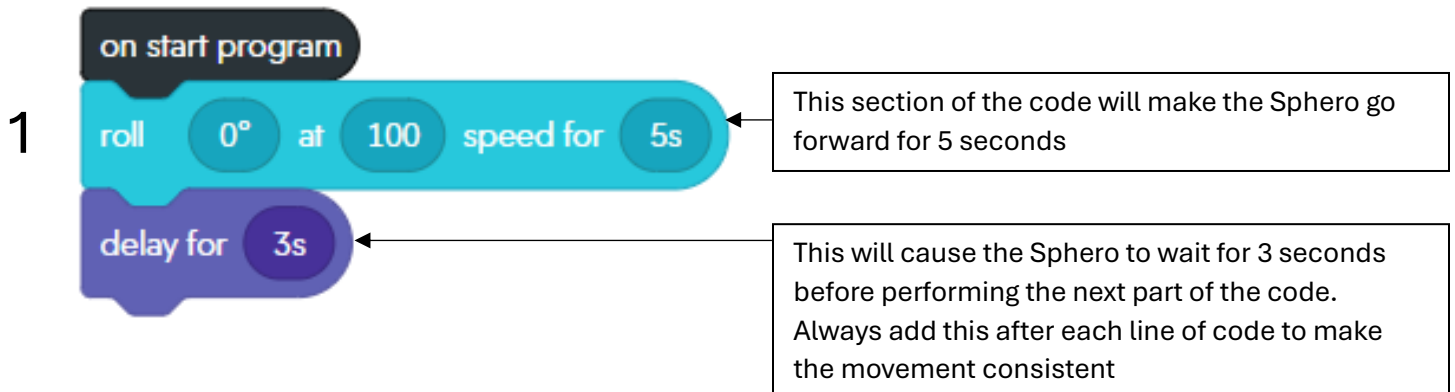 on start program
1
roll 0° at 100 speed for 5s
This section of the code will make the Sphero go
forward for 5 seconds
delay for 3s
This will cause the Sphero to wait for 3 seconds
before performing the next part of the code.
Always add this after each line of code to make
the movement consistent